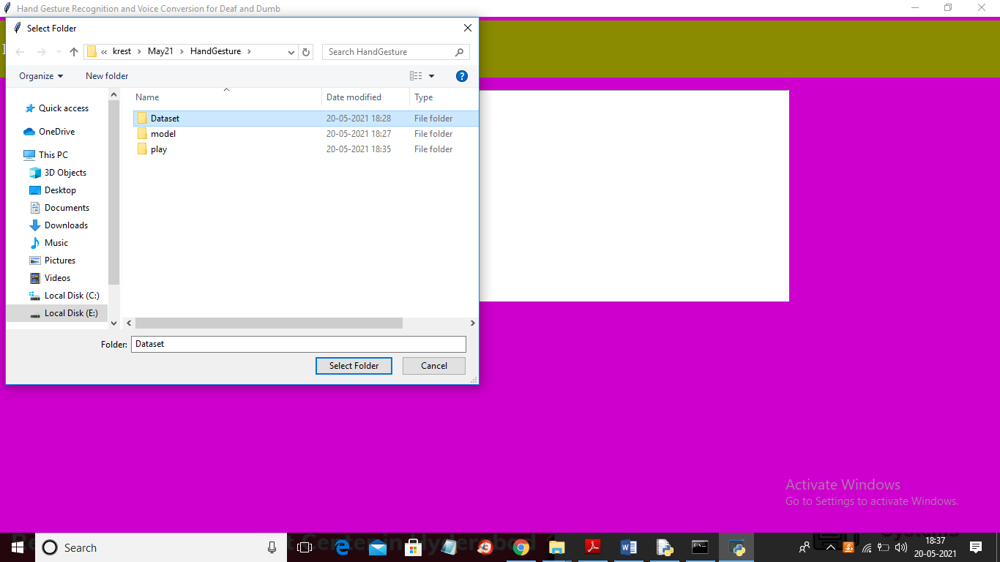 Hand Gesture Recognition and Voice Conversion for Deaf and Dumb
Select Folder
« krest > May21 > HandGesture >
Search HandGesture
Organize New folder
Name Date modified Type
Quick access
OneDrive
This PC
3D Objects
Desktop
Documents
Downloads
Music
Pictures
Videos
Local Disk (C:)
Local Disk (E:)
Dataset 20-05-2021 18:28 File folder
model 20-05-2021 18:27 File folder
play 20-05-2021 18:35 File folder
Folder: Dataset
Select Folder Cancel
Activate Windows
Go to Settings to activate Windows.
Search
18:37
20-05-2021